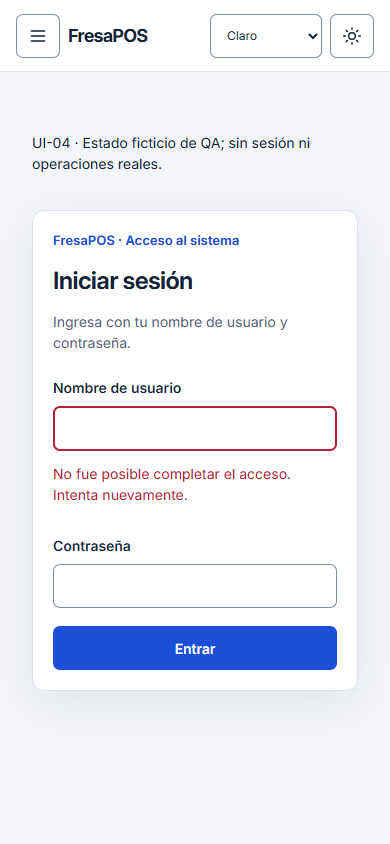 FresaPOS
Claro
UI-04 · Estado ficticio de QA; sin sesión ni
operaciones reales.
FresaPOS · Acceso al sistema
Iniciar sesión
Ingresa con tu nombre de usuario y
contraseña.
Nombre de usuario
No fue posible completar el acceso.
Intenta nuevamente.
Contraseña
Entrar